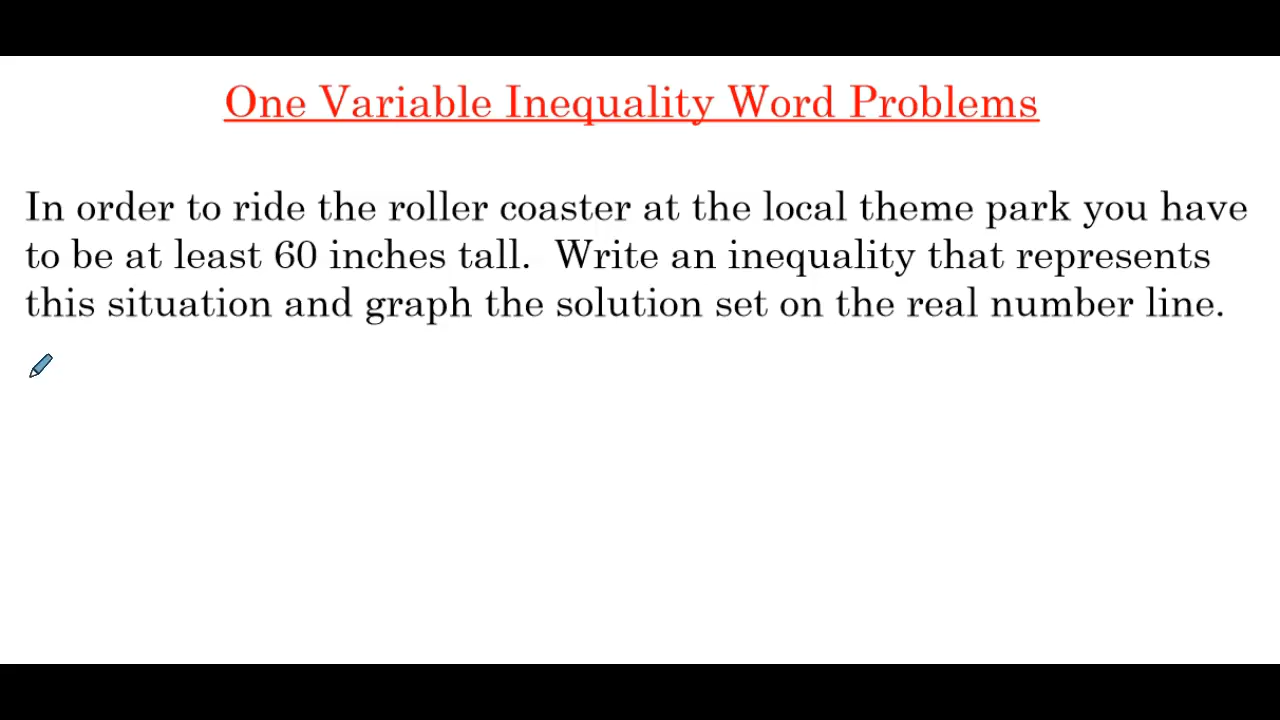 One Variable Inequality Word Problems
In order to ride the roller coaster at the local theme park you have
to be at least 60 inches tall.  Write an inequality that represents
this situation and graph the solution set on the real number line.